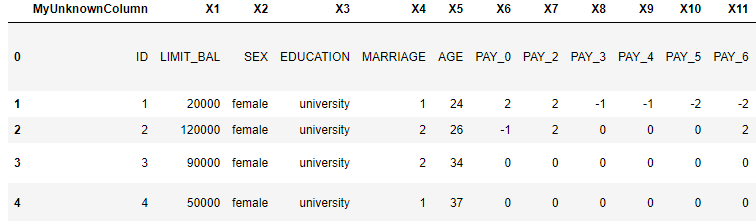 MyUnknownColumn X1 X2 X3 X4 X5 X6 X7 X8 X9 X10 X11
0 ID LIMIT_BAL SEX EDUCATION MARRIAGE AGE PAY_0 PAY_2 PAY_3 PAY_4 PAY_5 PAY_6
1 1 20000 female university 1 24 2 2 -1 -1 -2 -2
2 2 120000 female university 2 26 -1 2 0 0 0 2
3 3 90000 female university 2 34 0 0 0 0 0 0
4 4 50000 female university 1 37 0 0 0 0 0 0